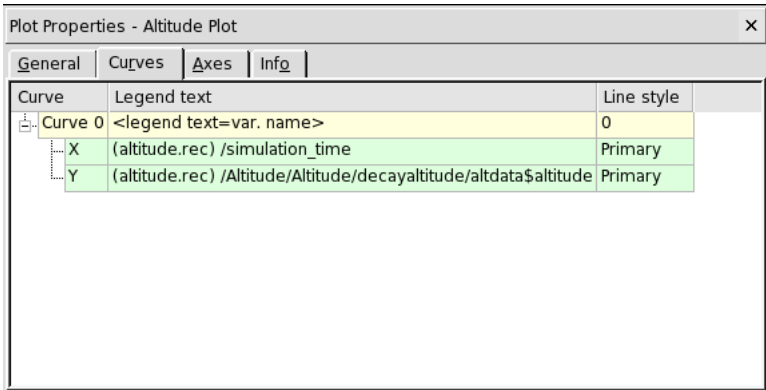 Plot Properties - Altitude Plot
General Curves Axes Info
Curve Legend text Line style
Curve 0 <legend text=var. name> 0
X (altitude.rec) /simulation_time Primary
Y (altitude.rec) /Altitude/Altitude/decayaltitude/altdata$altitude Primary